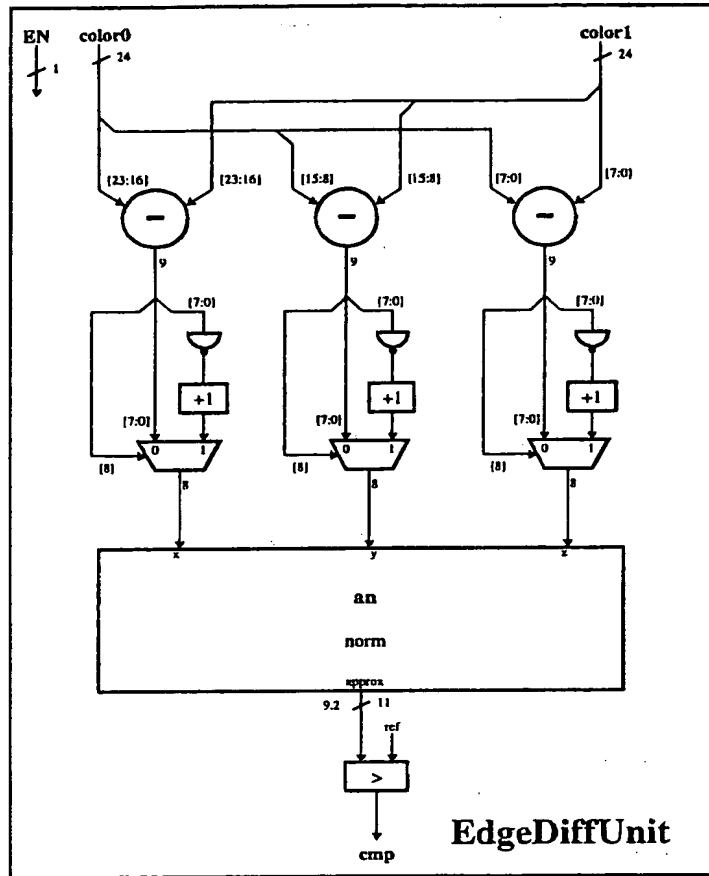 EN color0 color1
1 24 24
[23:16] [23:16] [15:8] [15:8] [7:0] [7:0]
− − −
9 9 9
[7:0] [7:0] [7:0]
+1 +1 +1
[7:0] [7:0] [7:0]
0 1 0 1 0 1
[8] [8] [8]
8 8 8
x y z
an
norm
approx
9.2 11
ref
>
EdgeDiffUnit
cmp